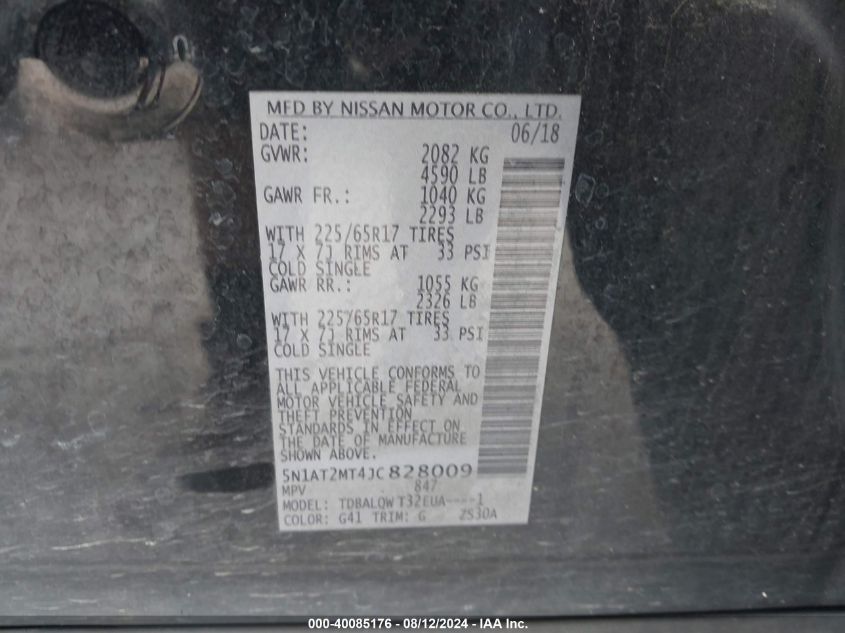 MFD BY NISSAN MOTOR CO., LTD.
DATE: 06/18
GVWR: 2082 KG
4590 LB
GAWR FR.: 1040 KG
2293 LB
WITH 225/65R17 TIRES
17 X 7J RIMS AT 33 PSI
COLD SINGLE
GAWR RR.: 1055 KG
2326 LB
WITH 225/65R17 TIRES
17 X 7J RIMS AT 33 PSI
COLD SINGLE
THIS VEHICLE CONFORMS TO
ALL APPLICABLE FEDERAL
MOTOR VEHICLE SAFETY AND
THEFT PREVENTION
STANDARDS IN EFFECT ON
THE DATE OF MANUFACTURE
SHOWN ABOVE.
5N1AT2MT4JC828009
MPV 847
MODEL: TDBALQW T32EUA----1
COLOR: G41 TRIM: G ZS30A
000-40085176 - 08/12/2024 - IAA Inc.